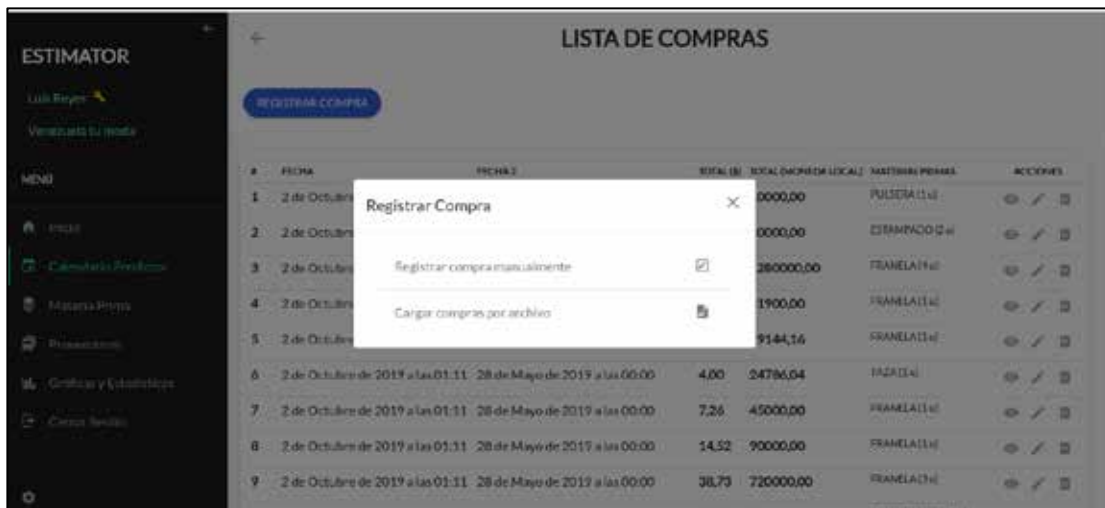 ESTIMATOR
Luis Reyes
Venezuela tu moda
MENÚ
Inicio
Calendario Predictor
Materia Prima
Proveedores
Gráficas y Estadísticas
Cerrar Sesión
LISTA DE COMPRAS
REGISTRAR COMPRA
# FECHA FECHA 2 TOTAL ($) TOTAL (MONEDA LOCAL) MATERIAS PRIMAS ACCIONES
1 2 de Octubre 0000,00 PULSERA (1 u)
2 2 de Octubre 0000,00 ESTAMPADO (2 u)
3 2 de Octubre 280000,00 FRANELA
4 2 de Octubre 1900,00 FRANELA (1 u)
5 2 de Octubre 9144,16 FRANELA (1 u)
6 2 de Octubre de 2019 a las 01:11 28 de Mayo de 2019 a las 00:00 4,00 24786,04 TAZA (1 u)
7 2 de Octubre de 2019 a las 01:11 28 de Mayo de 2019 a las 00:00 7,26 45000,00 FRANELA (1 u)
8 2 de Octubre de 2019 a las 01:11 28 de Mayo de 2019 a las 00:00 14,52 90000,00 FRANELA (1 u)
9 2 de Octubre de 2019 a las 01:11 28 de Mayo de 2019 a las 00:00 38,73 720000,00 FRANELA
Registrar Compra
Registrar compra manualmente
Cargar compras por archivo